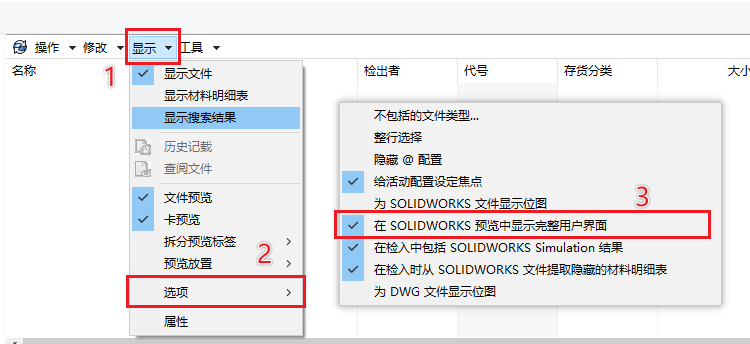 操作 修改 显示 工具
1
名称 检出者 代号 存货分类 大小
显示文件
显示材料明细表
显示搜索结果
历史记载
查阅文件
文件预览
卡预览
拆分预览标签
预览放置
2
选项
属性
不包括的文件类型...
整行选择
隐藏 @ 配置
给活动配置设定焦点
3
为 SOLIDWORKS 文件显示位图
在 SOLIDWORKS 预览中显示完整用户界面
在检入中包括 SOLIDWORKS Simulation 结果
在检入时从 SOLIDWORKS 文件提取隐藏的材料明细表
为 DWG 文件显示位图